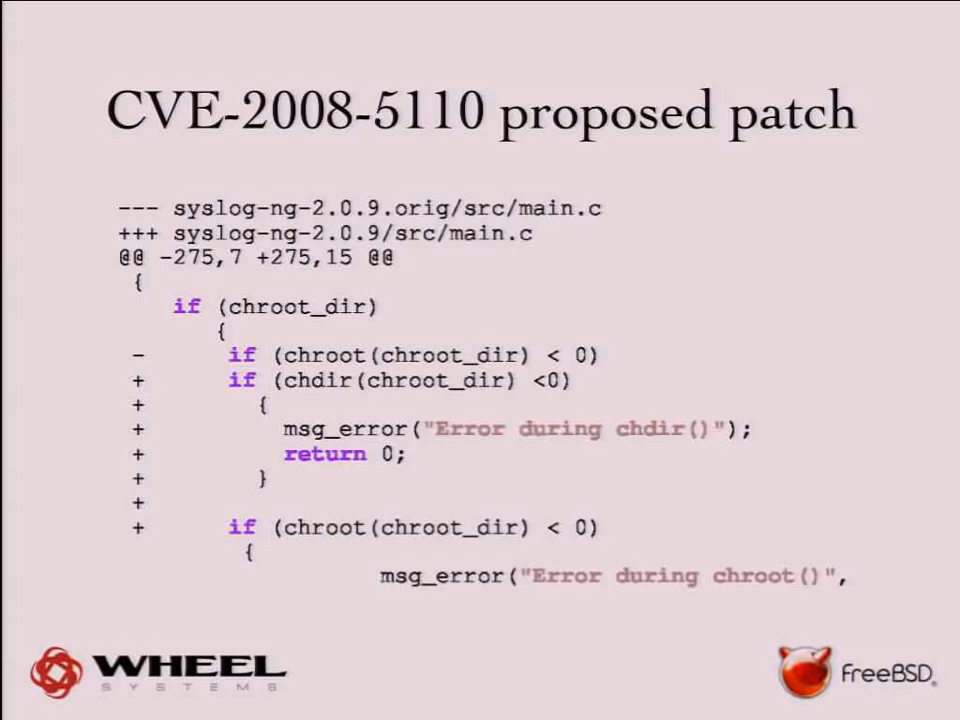 CVE-2008-5110 proposed patch
--- syslog-ng-2.0.9.orig/src/main.c
+++ syslog-ng-2.0.9/src/main.c
@@ -275,7 +275,15 @@
{
if (chroot_dir)
{
- if (chroot(chroot_dir) < 0)
+ if (chdir(chroot_dir) <0)
+ {
+ msg_error("Error during chdir()");
+ return 0;
+ }
+
+ if (chroot(chroot_dir) < 0)
{
msg_error("Error during chroot()",
WHEEL
SYSTEMS
FreeBSD